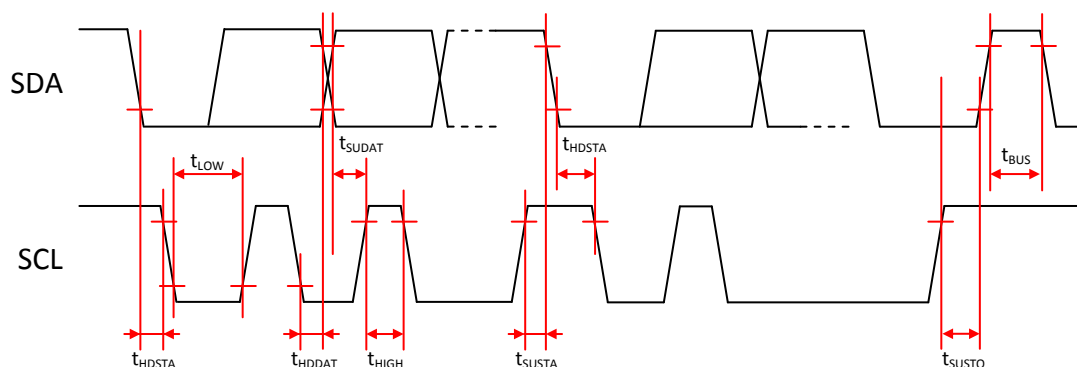 SDA
tSUDAT
tHDSTA
tLOW
tBUS
SCL
tHDSTA
tHDDAT
tHIGH
tSUSTA
tSUSTO